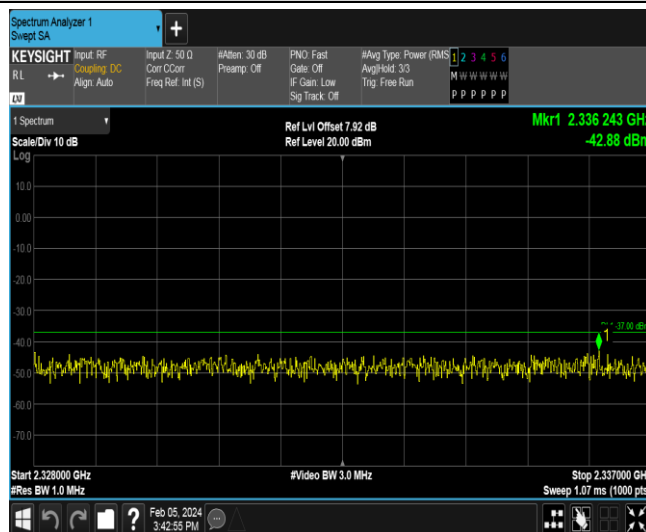 Spectrum Analyzer 1
Swept SA
KEYSIGHT
RL
LXI
Input: RF
Coupling: DC
Align: Auto
Input Z: 50 Ω
Corr CCorr
Freq Ref: Int (S)
#Atten: 30 dB
Preamp: Off
PNO: Fast
Gate: Off
IF Gain: Low
Sig Track: Off
#Avg Type: Power (RMS
Avg|Hold: 3/3
Trig: Free Run
1 2 3 4 5 6
M W W W W W
P P P P P P
1 Spectrum
Scale/Div 10 dB
Log
Ref Lvl Offset 7.92 dB
Ref Level 20.00 dBm
Mkr1 2.336 243 GHz
-42.88 dBm
10.0
0.00
-10.0
-20.0
-30.0
-37.00 dBm
1
-40.0
-50.0
-60.0
-70.0
Start 2.328000 GHz
#Res BW 1.0 MHz
#Video BW 3.0 MHz
Stop 2.337000 GHz
Sweep 1.07 ms (1000 pts
?
Feb 05, 2024
3:42:55 PM